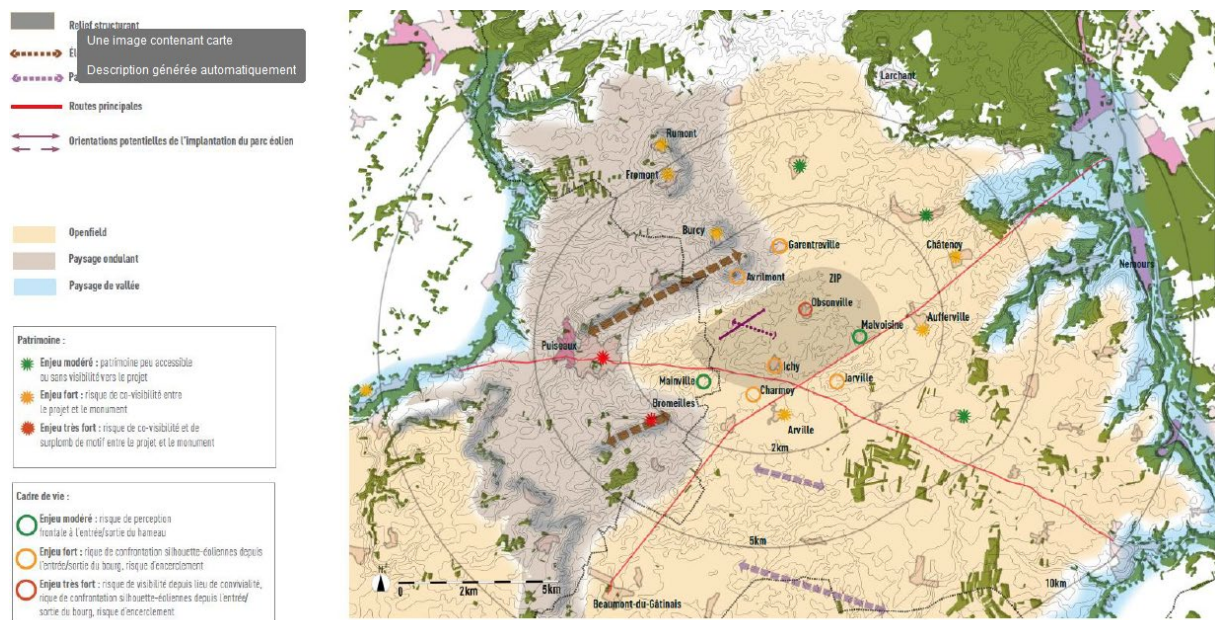 Relief structurant
Une image contenant carte
Description générée automatiquement
Routes principales
Orientations potentielles de l'implantation du parc éolien
Openfield
Paysage ondulant
Paysage de vallée
Patrimoine :
Enjeu modéré : patrimoine peu accessible
ou sans visibilité vers le projet
Enjeu fort : risque de co-visibilité entre
le projet et le monument
Enjeu très fort : risque de co-visibilité et de
surplomb de motif entre le projet et le monument
Cadre de vie :
Enjeu modéré : risque de perception
frontale à l'entrée/sortie du hameau
Enjeu fort : rique de confrontation silhouette-éoliennes depuis
l'entrée/sortie du bourg, risque d'encerclement
Enjeu très fort : risque de visibilité depuis lieu de convivialité,
rique de confrontation silhouette-éoliennes depuis l'entrée/
sortie du bourg, risque d'encerclement
Larchant
Rumont
Fromont
Burcy
Garentreville
Châtenoy
Nemours
Avrilmont
ZIP
Obsonville
Aufferville
Malvoisine
Puiseaux
Ichy
Mainville
Jarville
Charmoy
Bromeilles
Arville
2km
5km
10km
N
0
2km
5km
Beaumont-du-Gâtinais